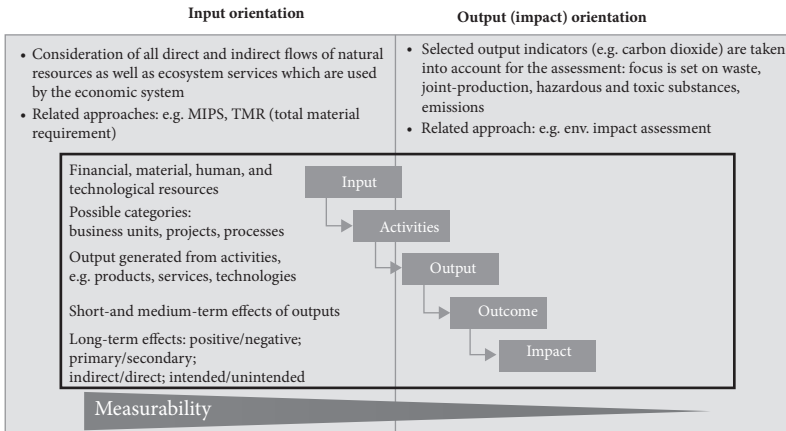 Input orientation
Output (impact) orientation
• Consideration of all direct and indirect flows of natural
resources as well as ecosystem services which are used
by the economic system
• Related approaches: e.g. MIPS, TMR (total material
requirement)
• Selected output indicators (e.g. carbon dioxide) are taken
into account for the assessment: focus is set on waste,
joint-production, hazardous and toxic substances,
emissions
• Related approach: e.g. env. impact assessment
Financial, material, human, and
technological resources
Input
Possible categories:
business units, projects, processes
Activities
Output generated from activities,
e.g. products, services, technologies
Output
Short-and medium-term effects of outputs
Outcome
Long-term effects: positive/negative;
primary/secondary;
indirect/direct; intended/unintended
Impact
Measurability